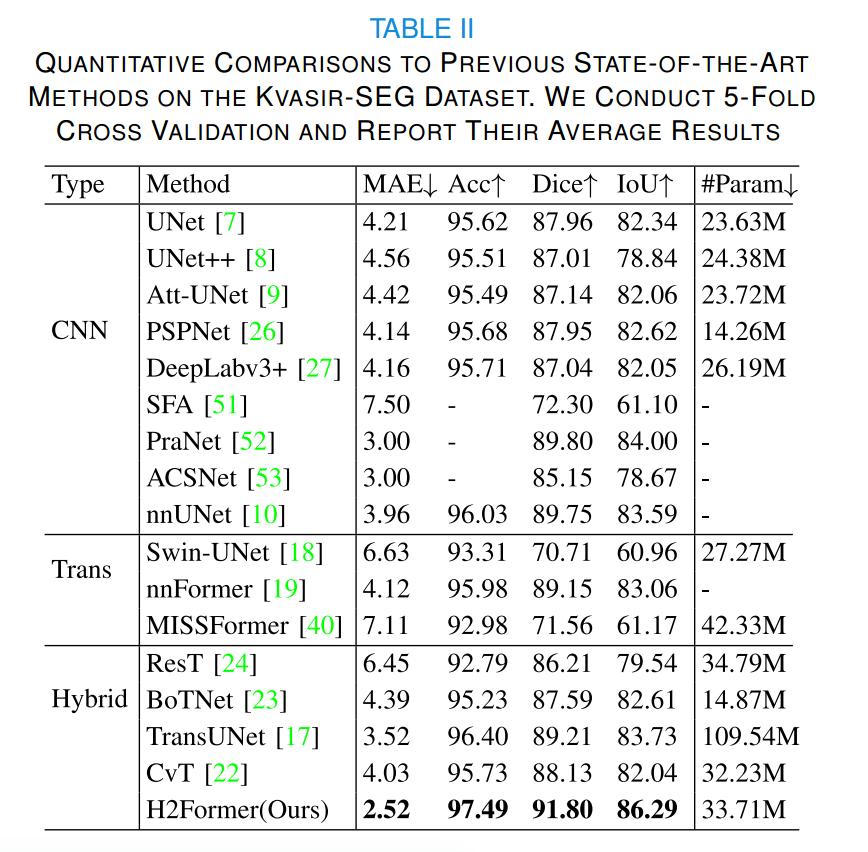 TABLE II
QUANTITATIVE COMPARISONS TO PREVIOUS STATE-OF-THE-ART
METHODS ON THE KVASIR-SEG DATASET. WE CONDUCT 5-FOLD
CROSS VALIDATION AND REPORT THEIR AVERAGE RESULTS
Type Method MAE↓ Acc↑ Dice↑ IoU↑ #Param↓
UNet [7] 4.21 95.62 87.96 82.34 23.63M
UNet++ [8] 4.56 95.51 87.01 78.84 24.38M
Att-UNet [9] 4.42 95.49 87.14 82.06 23.72M
CNN PSPNet [26] 4.14 95.68 87.95 82.62 14.26M
DeepLabv3+ [27] 4.16 95.71 87.04 82.05 26.19M
SFA [51] 7.50 - 72.30 61.10 -
PraNet [52] 3.00 - 89.80 84.00 -
ACSNet [53] 3.00 - 85.15 78.67 -
nnUNet [10] 3.96 96.03 89.75 83.59 -
Swin-UNet [18] 6.63 93.31 70.71 60.96 27.27M
Trans nnFormer [19] 4.12 95.98 89.15 83.06 -
MISSFormer [40] 7.11 92.98 71.56 61.17 42.33M
ResT [24] 6.45 92.79 86.21 79.54 34.79M
Hybrid BoTNet [23] 4.39 95.23 87.59 82.61 14.87M
TransUNet [17] 3.52 96.40 89.21 83.73 109.54M
CvT [22] 4.03 95.73 88.13 82.04 32.23M
H2Former(Ours) 2.52 97.49 91.80 86.29 33.71M